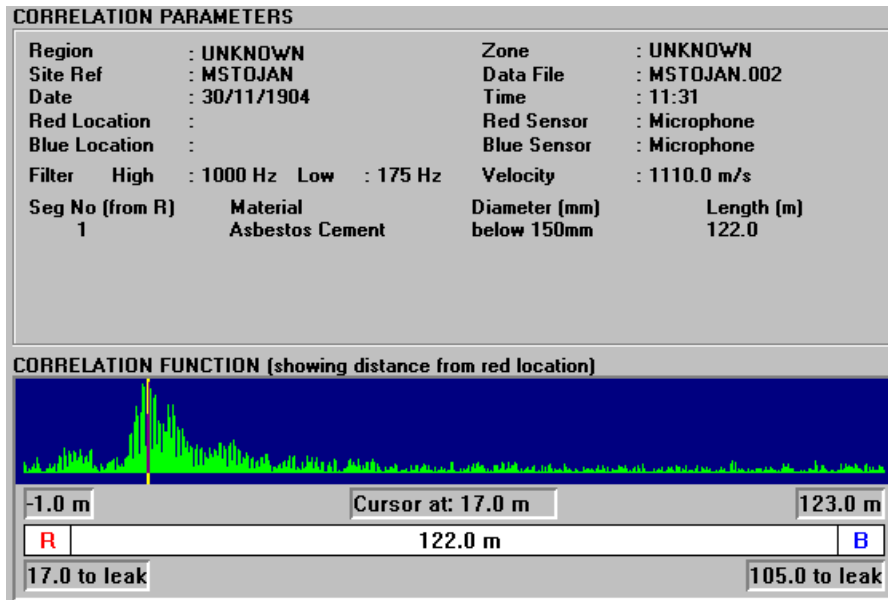 CORRELATION PARAMETERS
Region : UNKNOWN Zone : UNKNOWN
Site Ref : MSTOJAN Data File : MSTOJAN.002
Date : 30/11/1904 Time : 11:31
Red Location : Red Sensor : Microphone
Blue Location : Blue Sensor : Microphone
Filter High : 1000 Hz Low : 175 Hz Velocity : 1110.0 m/s
Seg No (from R) Material Diameter (mm) Length (m)
1 Asbestos Cement below 150mm 122.0
CORRELATION FUNCTION (showing distance from red location)
-1.0 m Cursor at: 17.0 m 123.0 m
R 122.0 m B
17.0 to leak 105.0 to leak